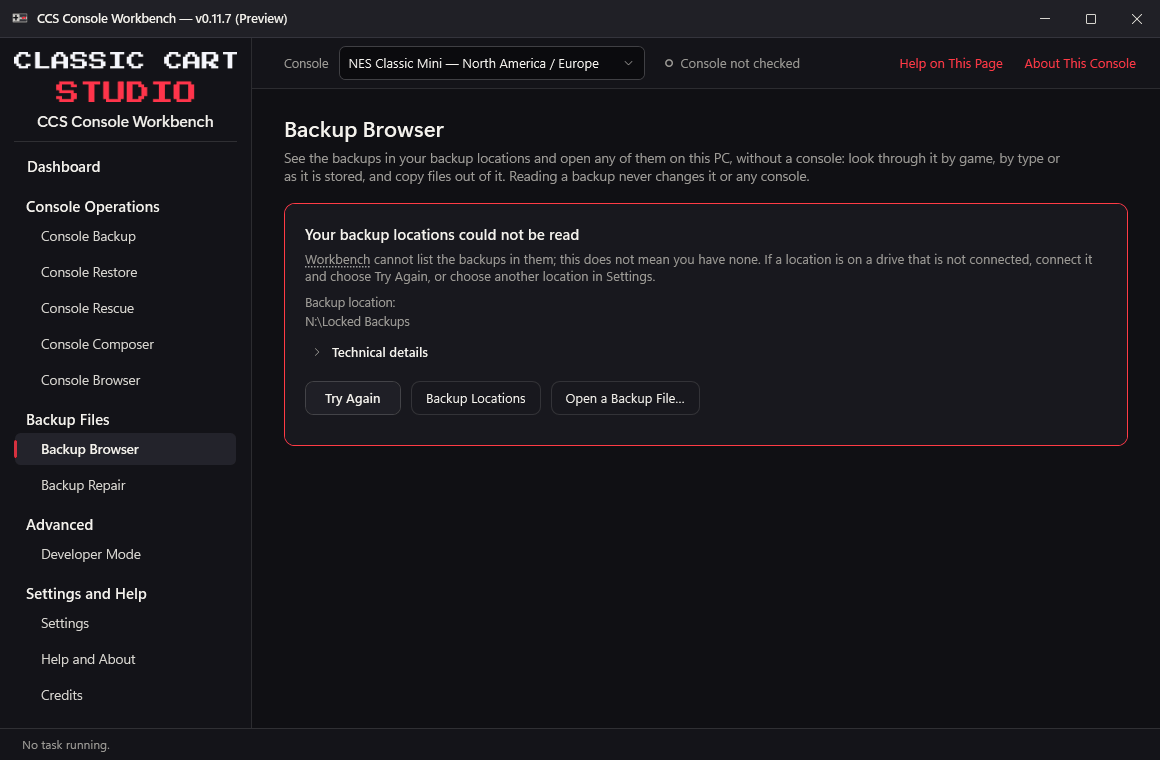 CCS Console Workbench — v0.11.7 (Preview)
CLASSIC CART
STUDIO
CCS Console Workbench
Dashboard
Console Operations
Console Backup
Console Restore
Console Rescue
Console Composer
Console Browser
Backup Files
Backup Browser
Backup Repair
Advanced
Developer Mode
Settings and Help
Settings
Help and About
Credits
Console
NES Classic Mini — North America / Europe
Console not checked
Help on This Page
About This Console
Backup Browser
See the backups in your backup locations and open any of them on this PC, without a console: look through it by game, by type or
as it is stored, and copy files out of it. Reading a backup never changes it or any console.
Your backup locations could not be read
Workbench cannot list the backups in them; this does not mean you have none. If a location is on a drive that is not connected, connect it
and choose Try Again, or choose another location in Settings.
Backup location:
N:\Locked Backups
Technical details
Try Again
Backup Locations
Open a Backup File...
No task running.